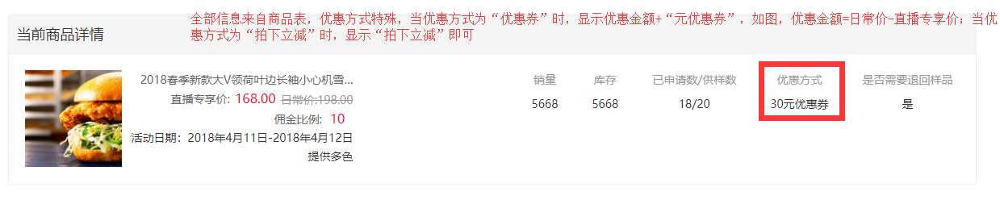 全部信息来自商品表，优惠方式特殊，当优惠方式为“优惠券”时，显示优惠金额+“元优惠券”，如图，优惠金额=日常价-直播专享价；当优
惠方式为“拍下立减”时，显示“拍下立减”即可
当前商品详情
2018春季新款大V领荷叶边长袖小心机雪...
直播专享价: 168.00 日常价:198.00
佣金比例: 10
活动日期：2018年4月11日-2018年4月12日
提供多色
销量 库存 已申请数/供样数 优惠方式 是否需要退回样品
5668 5668 18/20 30元优惠券 是